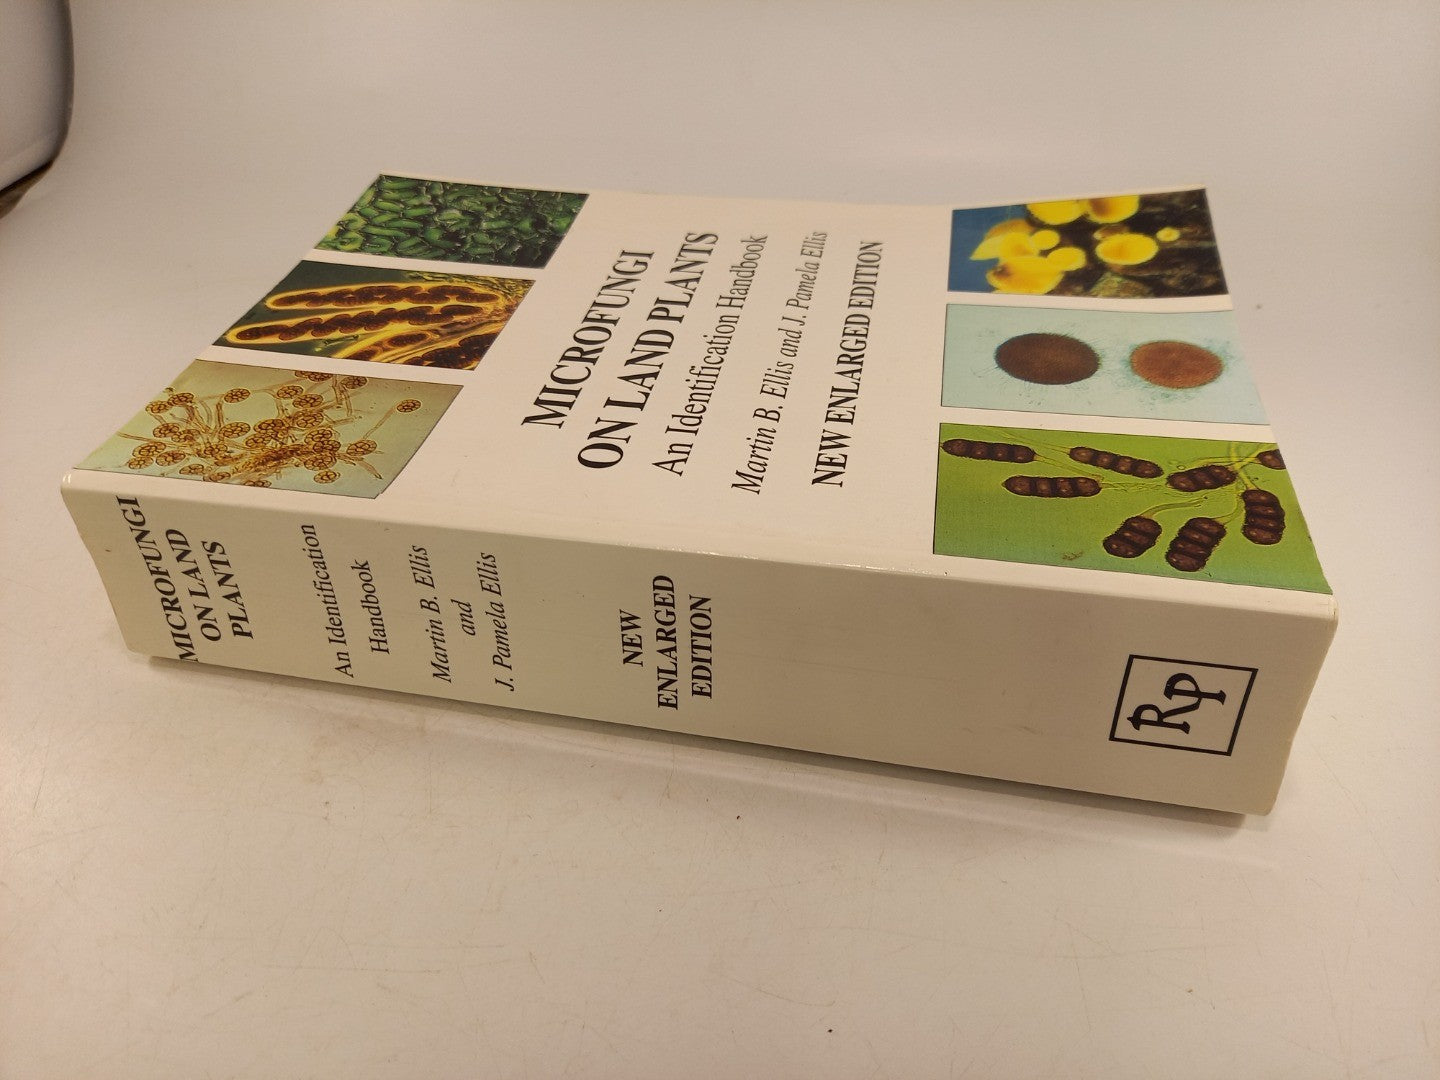 MICROFUNGI
ON LAND PLANTS
An Identification Handbook
Martin B. Ellis and J. Pamela Ellis
NEW ENLARGED EDITION
MICROFUNGI
ON LAND
PLANTS
An Identification
Handbook
Martin B. Ellis
and
J. Pamela Ellis
NEW
ENLARGED
EDITION
RP